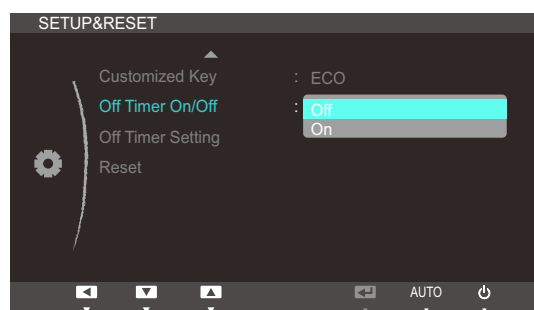 SETUP&RESET
Customized Key : ECO
Off Timer On/Off : Off
On
Off Timer Setting
Reset
AUTO